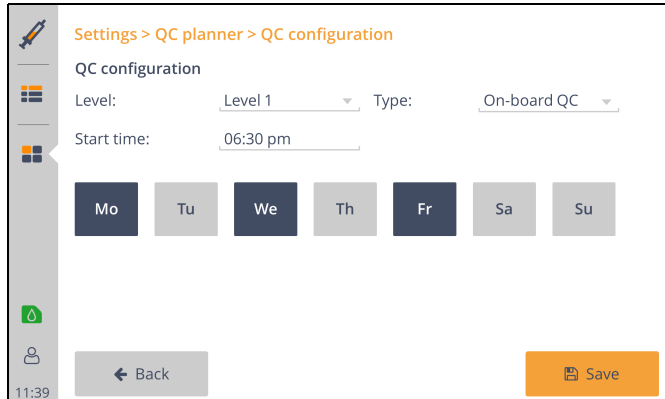 Settings > QC planner > QC configuration
QC configuration
Level: Level 1 Type: On-board QC
Start time: 06:30 pm
Mo Tu We Th Fr Sa Su
Back Save
11:39